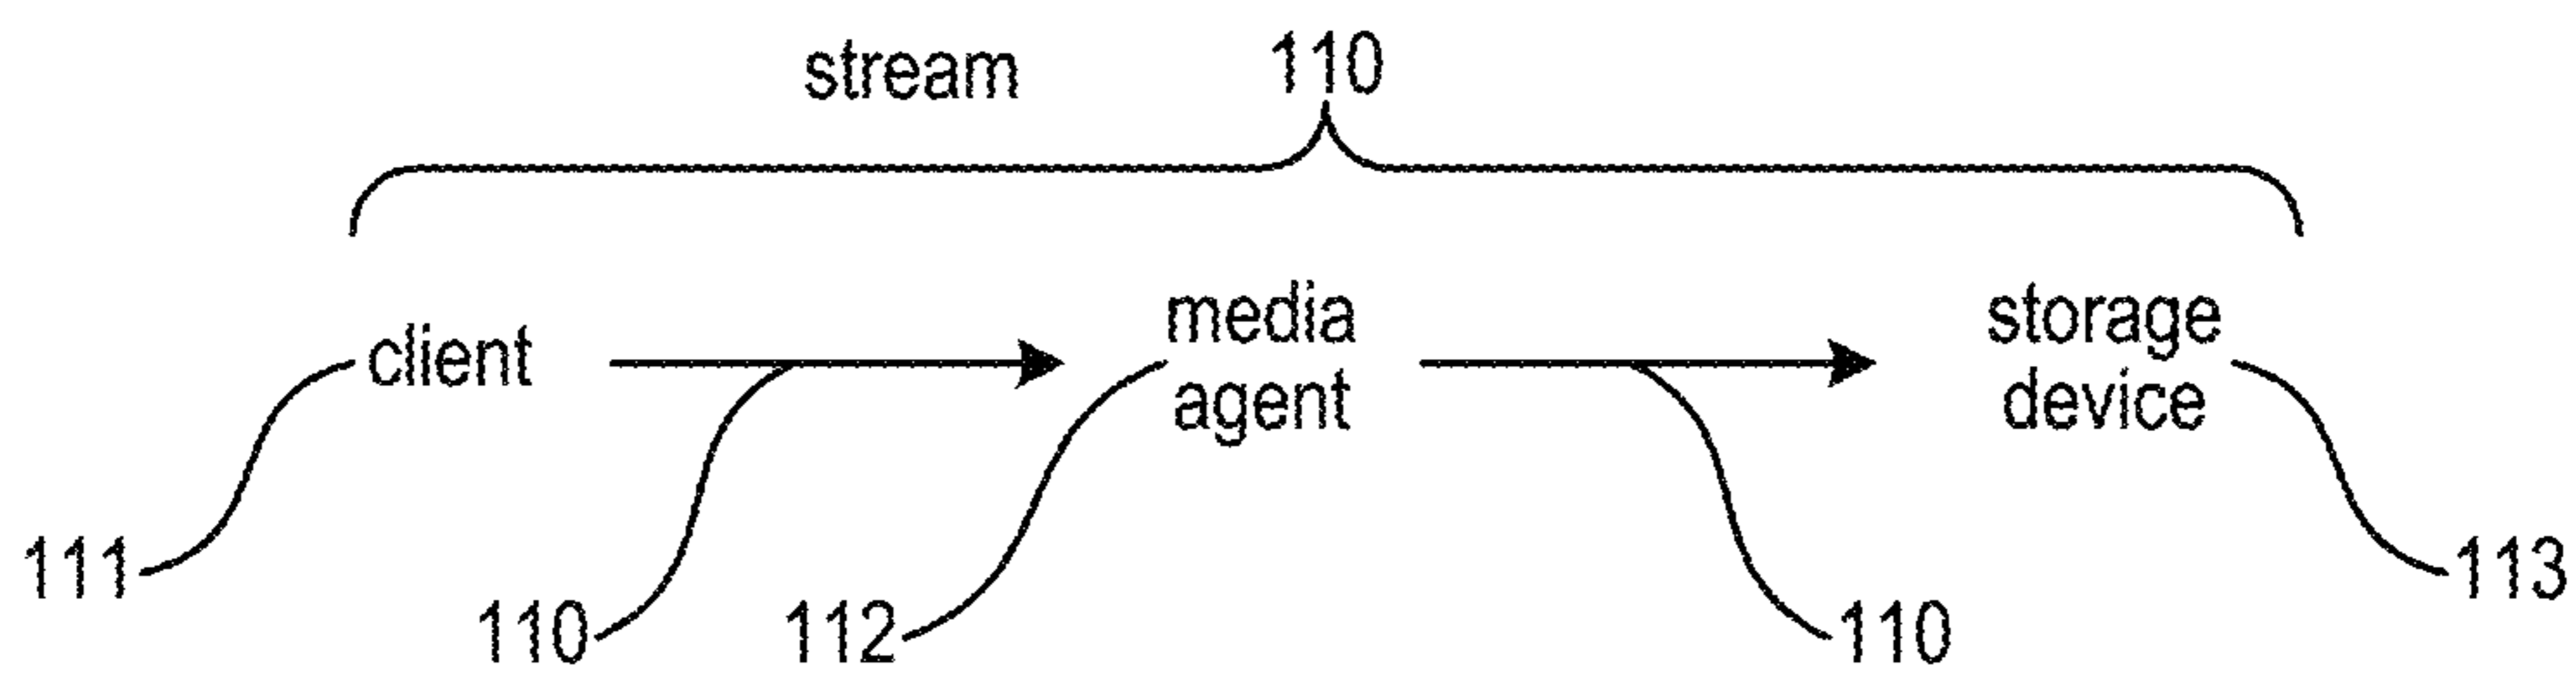 stream 110
client
media
agent
storage
device
111
110
112
110
113